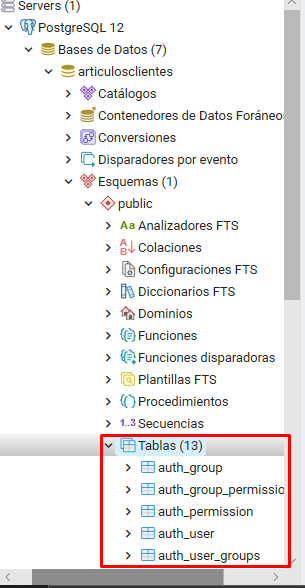 Servers (1)
PostgreSQL 12
Bases de Datos (7)
articulosclientes
Catálogos
Contenedores de Datos Foráneos
Conversiones
Disparadores por evento
Esquemas (1)
public
Aa Analizadores FTS
Colaciones
Configuraciones FTS
Diccionarios FTS
Dominios
Funciones
Funciones disparadoras
Plantillas FTS
Procedimientos
1..3 Secuencias
Tablas (13)
auth_group
auth_group_permissio
auth_permission
auth_user
auth_user_groups